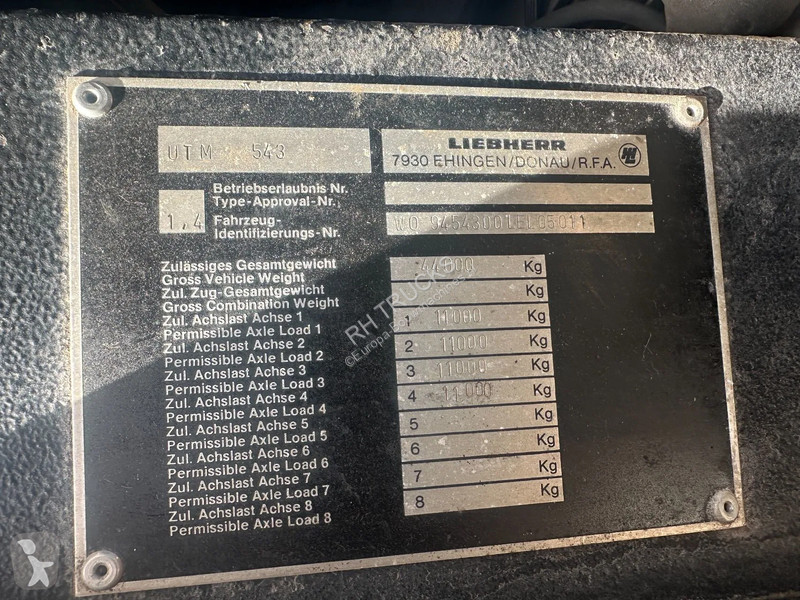 UTM 543
LIEBHERR
7930 EHINGEN/DONAU/R.F.A.
1,4
Betriebserlaubnis Nr.
Type-Approval-Nr.
Fahrzeug-
Identifizierungs-Nr.
WO 94543001EL05011
Zulässiges Gesamtgewicht 44000 Kg
Gross Vehicle Weight
Zul. Zug-Gesamtgewicht Kg
Gross Combination Weight
Zul. Achslast Achse 1 1 11000 Kg
Permissible Axle Load 1
Zul. Achslast Achse 2 2 11000 Kg
Permissible Axle Load 2
Zul. Achslast Achse 3 3 11000 Kg
Permissible Axle Load 3
Zul. Achslast Achse 4 4 11000 Kg
Permissible Axle Load 4
Zul. Achslast Achse 5 5 Kg
Permissible Axle Load 5
Zul. Achslast Achse 6 6 Kg
Permissible Axle Load 6
Zul. Achslast Achse 7 7 Kg
Permissible Axle Load 7
Zul. Achslast Achse 8 8 Kg
Permissible Axle Load 8
RH TRUCKS